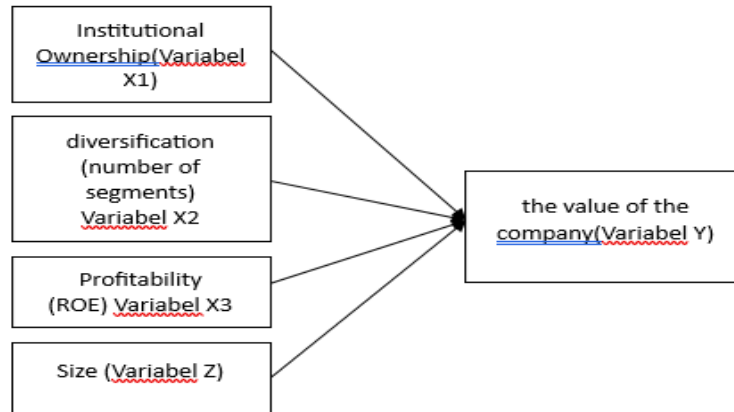 Institutional
Ownership(Variabel
X1)
diversification
(number of
segments)
Variabel X2
Profitability
(ROE) Variabel X3
Size (Variabel Z)
the value of the
company(Variabel Y)